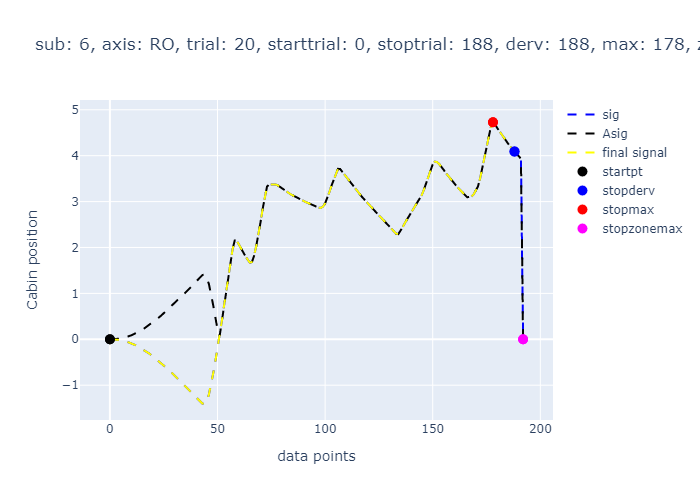 sub: 6, axis: RO, trial: 20, starttrial: 0, stoptrial: 188, derv: 188, max: 178,
5
4
3
2
1
0
−1
Cabin position
0
50
100
150
200
data points
sig
Asig
final signal
startpt
stopderv
stopmax
stopzonemax